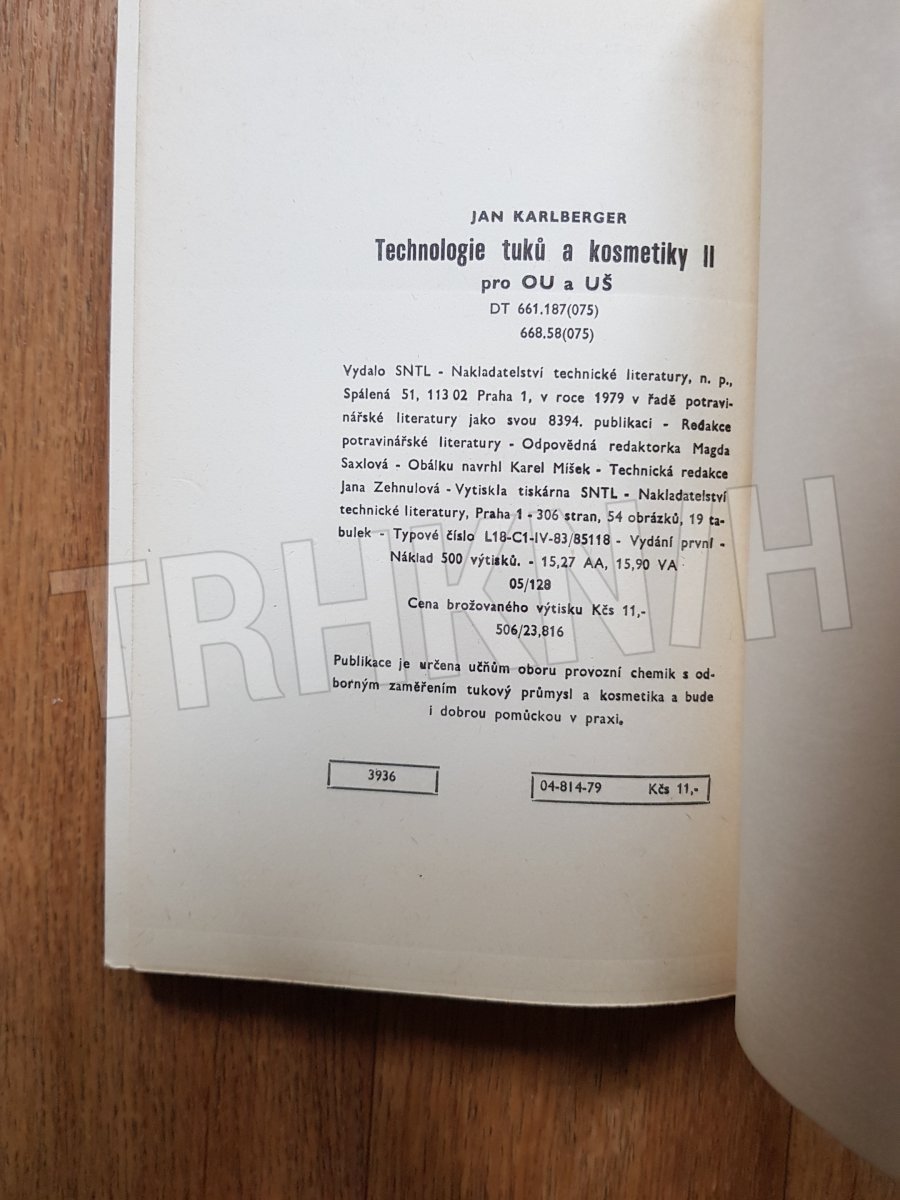 JAN KARLBERGER
Technologie tuků a kosmetiky II
pro OU a UŠ
DT 661.187(075)
668.58(075)
Vydalo SNTL - Nakladatelství technické literatury, n. p.,
Spálená 51, 113 02 Praha 1, v roce 1979 v řadě potravi-
nářské literatury jako svou 8394. publikaci - Redakce
potravinářské literatury - Odpovědná redaktorka Magda
Saxlová - Obálku navrhl Karel Míšek - Technická redakce
Jana Zehnulová - Vytiskla tiskárna SNTL - Nakladatelství
technické literatury, Praha 1 - 306 stran, 54 obrázků, 19 ta-
bulek - Typové číslo L18-C1-IV-83/85118 - Vydání první -
Náklad 500 výtisků. - 15,27 AA, 15,90 VA
05/128
Cena brožovaného výtisku Kčs 11,-
506/23,816
Publikace je určena učňům oboru provozní chemik s od-
borným zaměřením tukový průmysl a kosmetika a bude
i dobrou pomůckou v praxi.
3936
04-814-79 Kčs 11,-
TRHKNIH